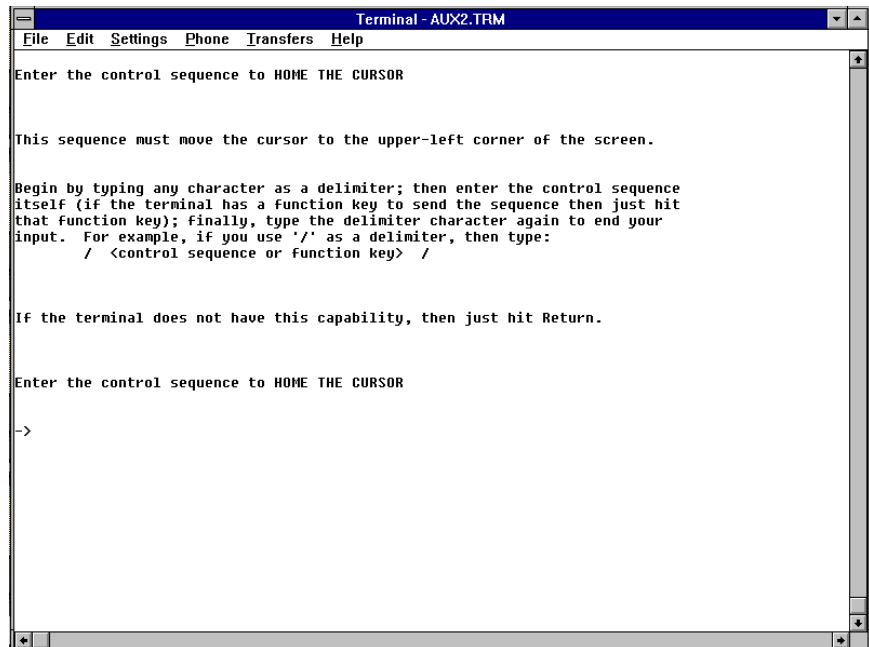 Terminal - AUX2.TRM
File Edit Settings Phone Transfers Help
Enter the control sequence to HOME THE CURSOR
This sequence must move the cursor to the upper-left corner of the screen.
Begin by typing any character as a delimiter; then enter the control sequence
itself (if the terminal has a function key to send the sequence then just hit
that function key); finally, type the delimiter character again to end your
input.  For example, if you use '/' as a delimiter, then type:
/  <control sequence or function key>  /
If the terminal does not have this capability, then just hit Return.
Enter the control sequence to HOME THE CURSOR
->